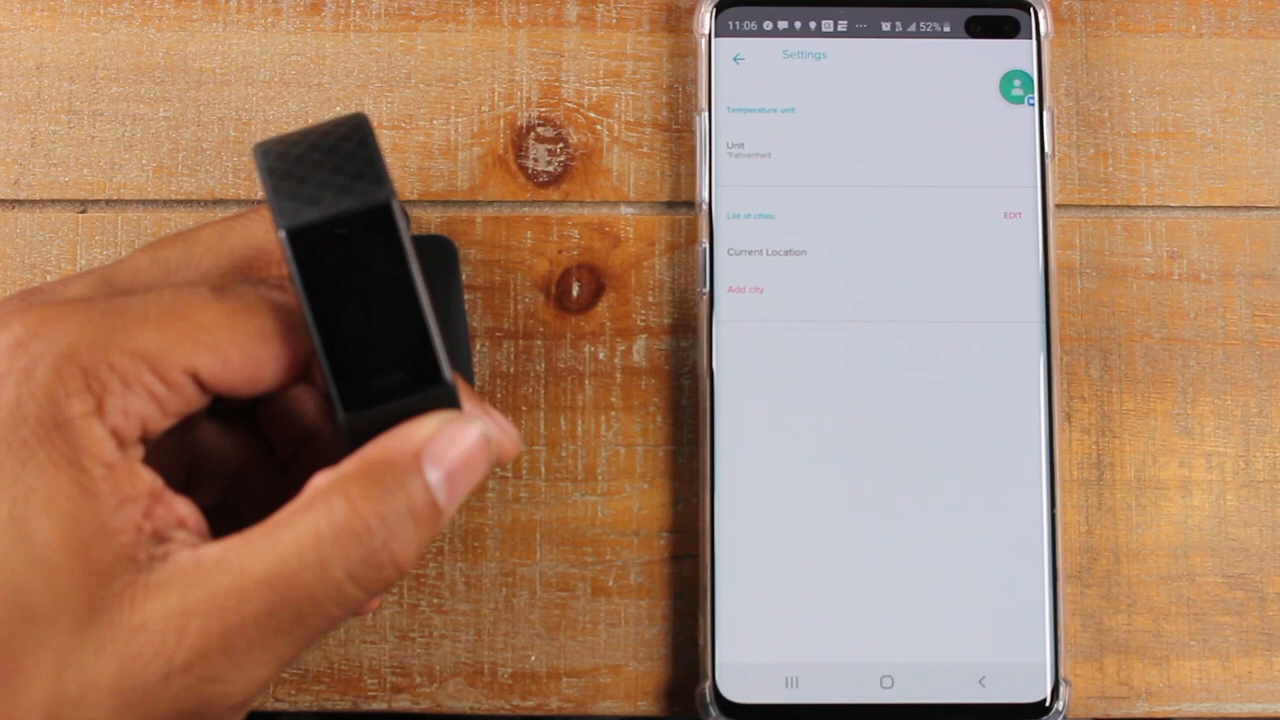 11:06 52%
Settings
Temperature unit
Unit
°Fahrenheit
List of cities: EDIT
Current Location
Add city